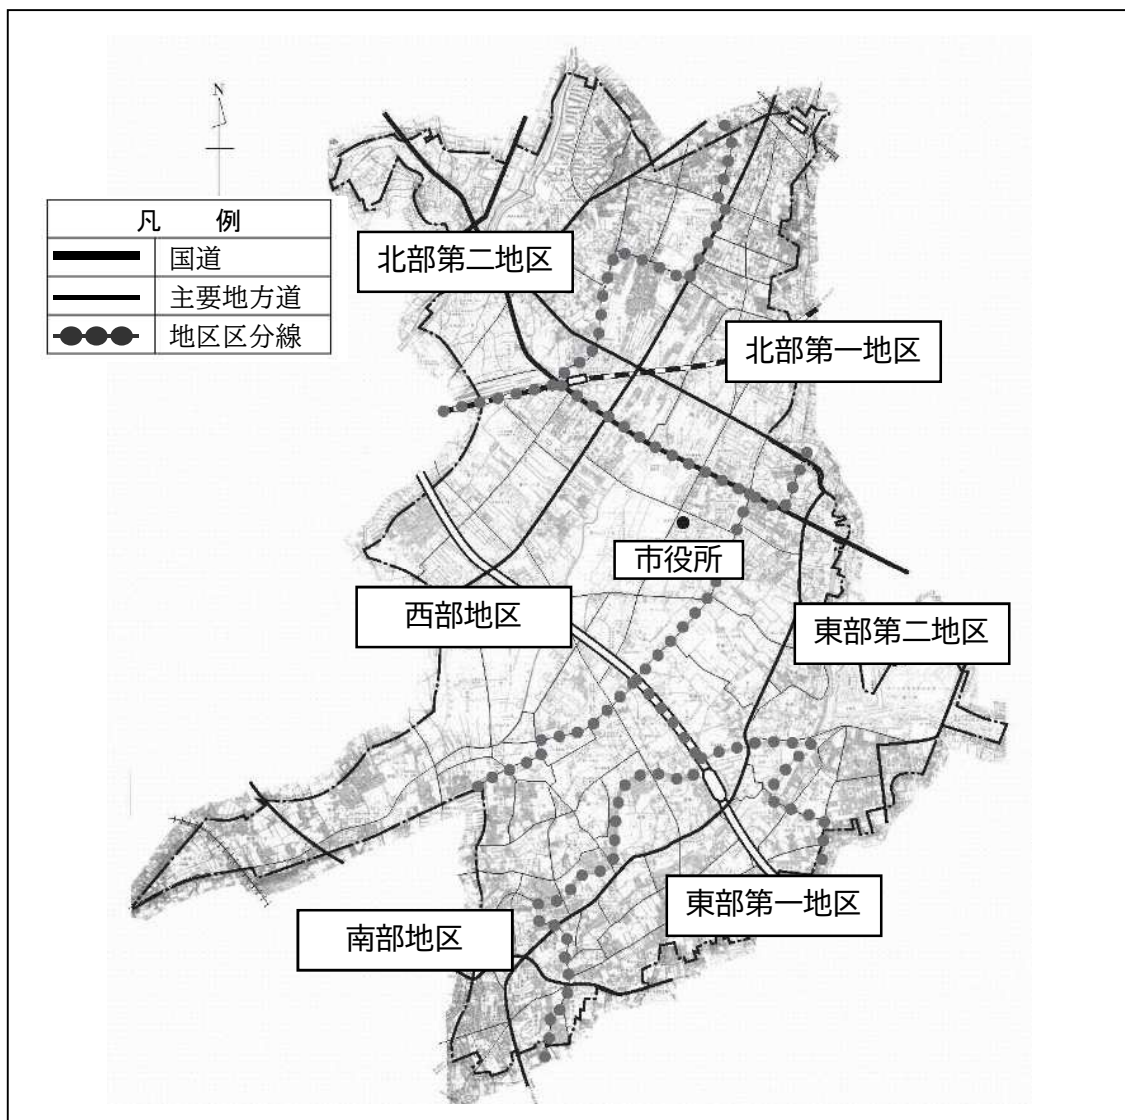 N
凡 例
国道
主要地方道
地区区分線
北部第二地区
北部第一地区
市役所
西部地区
東部第二地区
東部第一地区
南部地区